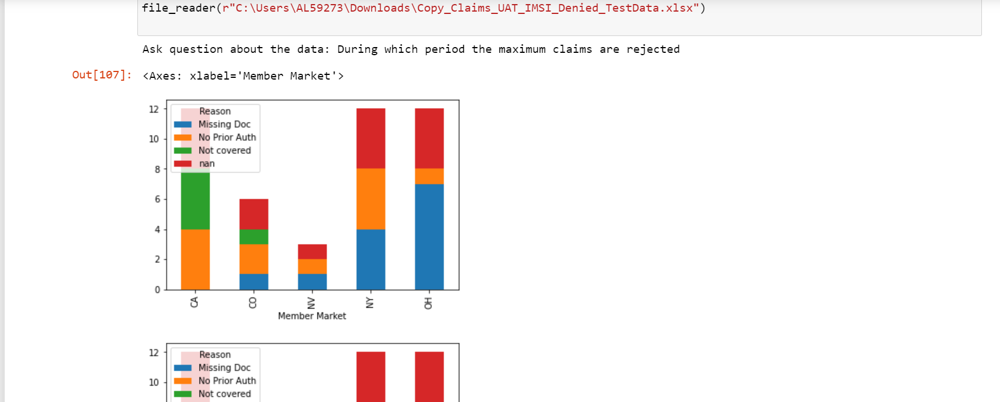 file_reader(r"C:\Users\AL59273\Downloads\Copy_Claims_UAT_IMSI_Denied_TestData.xlsx")
Ask question about the data: During which period the maximum claims are rejected
Out[107]: <Axes: xlabel='Member Market'>
12
10
8
6
4
2
0
Reason
Missing Doc
No Prior Auth
Not covered
nan
CA
CO
NV
NY
OH
Member Market
12
10
Reason
Missing Doc
No Prior Auth
Not covered